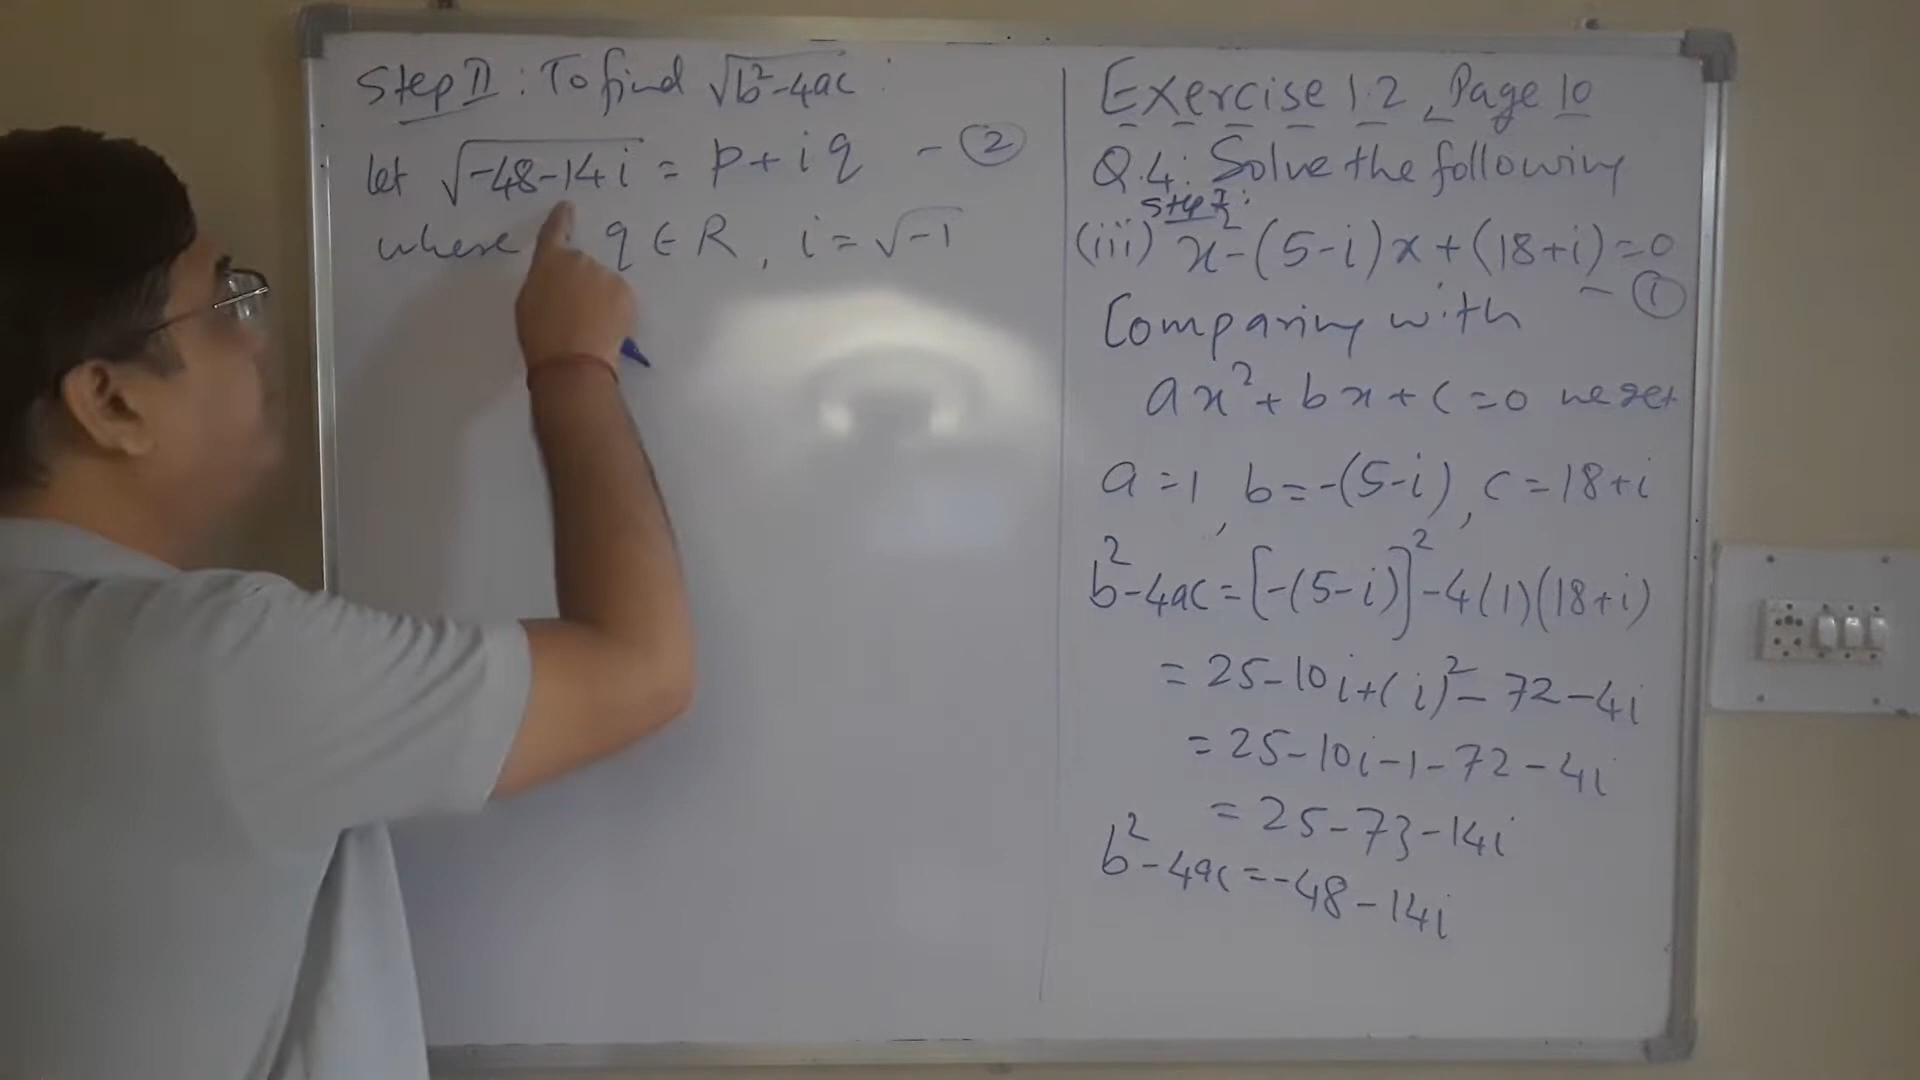 Step II : To find √b²-4ac :
let √-48-14i = p + i q - ②
where q ∈ R , i = √-1
Exercise 1.2 , Page 10
Q.4. Solve the following
Step I :
(iii) x² - (5-i)x + (18+i) = 0 - ①
Comparing with
ax² + bx + c = 0 we get
a = 1 , b = -(5-i) , c = 18+i
b²-4ac = [-(5-i)]² - 4(1)(18+i)
= 25-10i+(i)²-72-4i
= 25-10i-1-72-4i
= 25-73-14i
b²-4ac = -48-14i